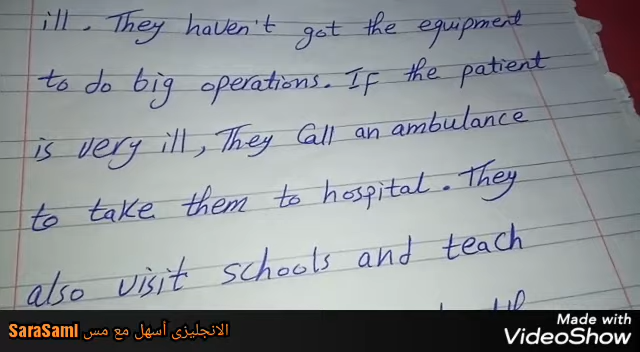 ill. They haven't got the equipment
to do big operations. If the patient
is very ill, They Call an ambulance
to take them to hospital. They
also visit schools and teach
SaraSaml الانجليزى أسهل مع مس
Made with
VideoShow